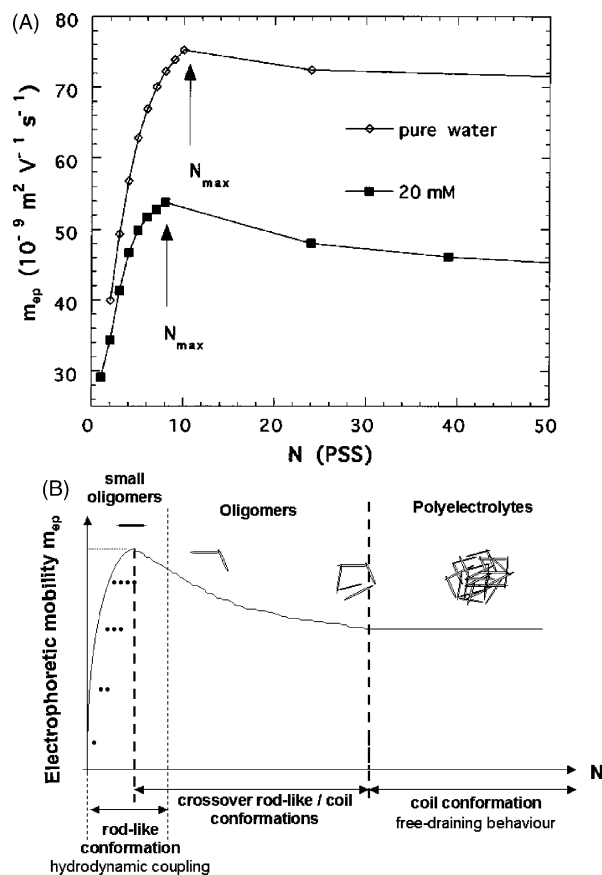 (A)
80
70
60
50
40
30
m_ep (10⁻⁹ m² V⁻¹ s⁻¹)
N_max
pure water
20 mM
N_max
0 10 20 30 40 50
N (PSS)
(B)
small
oligomers
Oligomers
Polyelectrolytes
Electrophoretic mobility m_ep
N
crossover rod-like / coil
conformations
coil conformation
free-draining behaviour
rod-like
conformation
hydrodynamic coupling